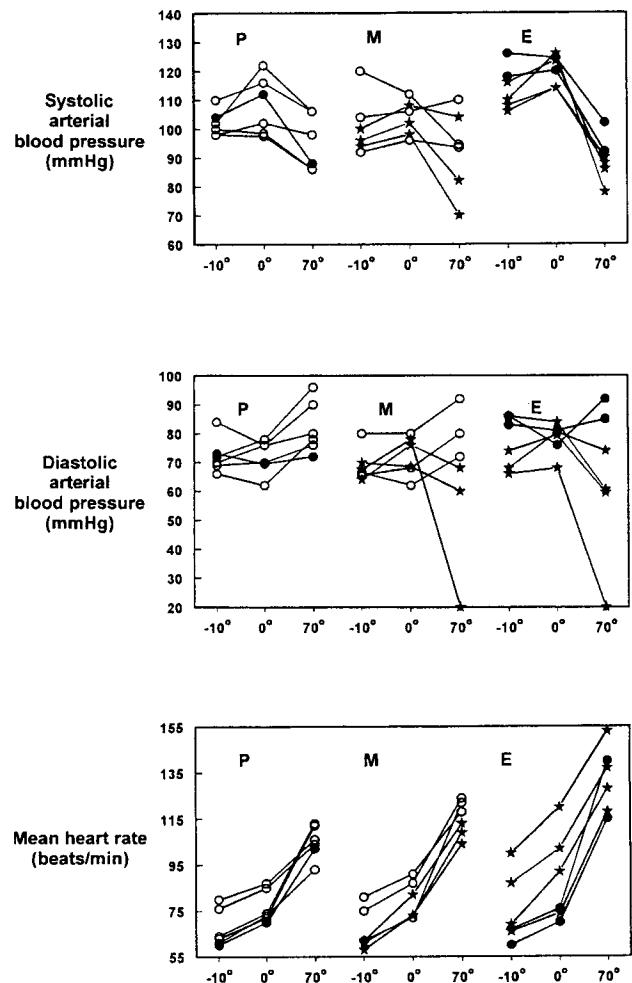 140
130
120
110
100
90
80
70
60
P M E
Systolic
arterial
blood pressure
(mmHg)
-10° 0° 70° -10° 0° 70° -10° 0° 70°
100
90
80
70
60
50
40
30
20
P M E
Diastolic
arterial
blood pressure
(mmHg)
-10° 0° 70° -10° 0° 70° -10° 0° 70°
155
135
115
95
75
55
P M E
Mean heart rate
(beats/min)
-10° 0° 70° -10° 0° 70° -10° 0° 70°